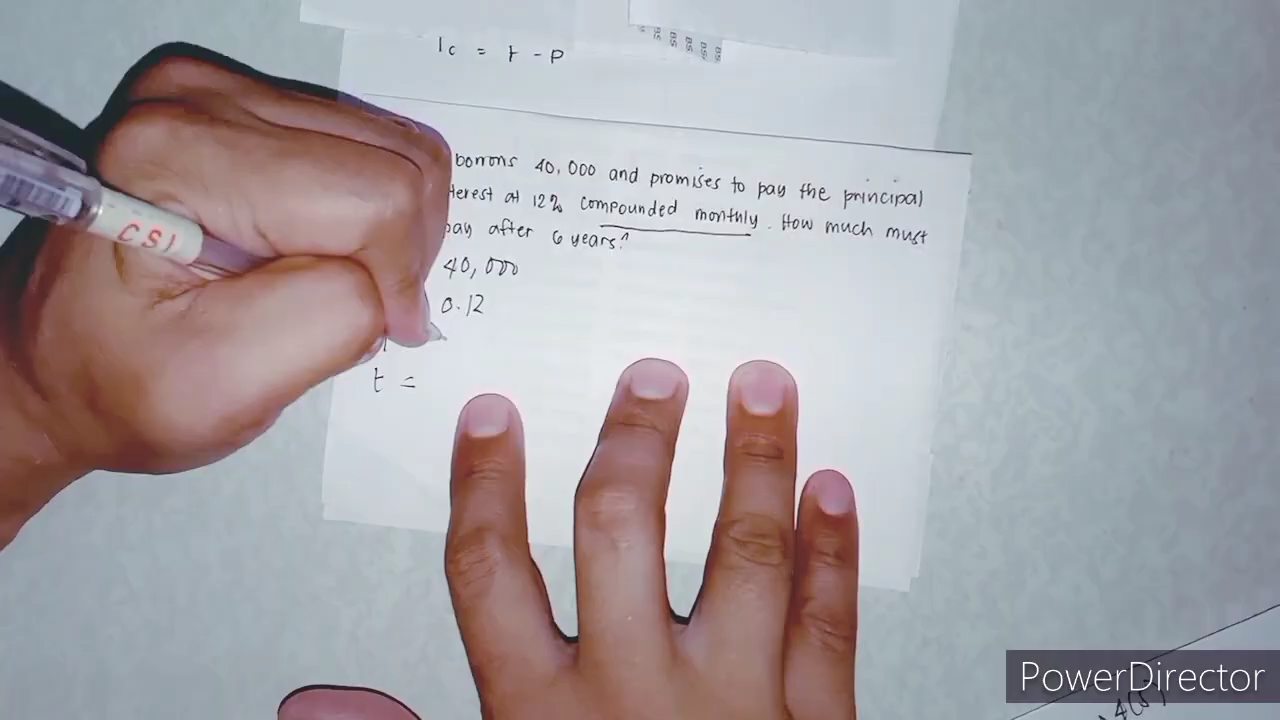 Ic = F - P
borrows 40,000 and promises to pay the principal
terest at 12% compounded monthly. How much must
pay after 6 years?
40,000
0.12
t =
CSI
PowerDirector